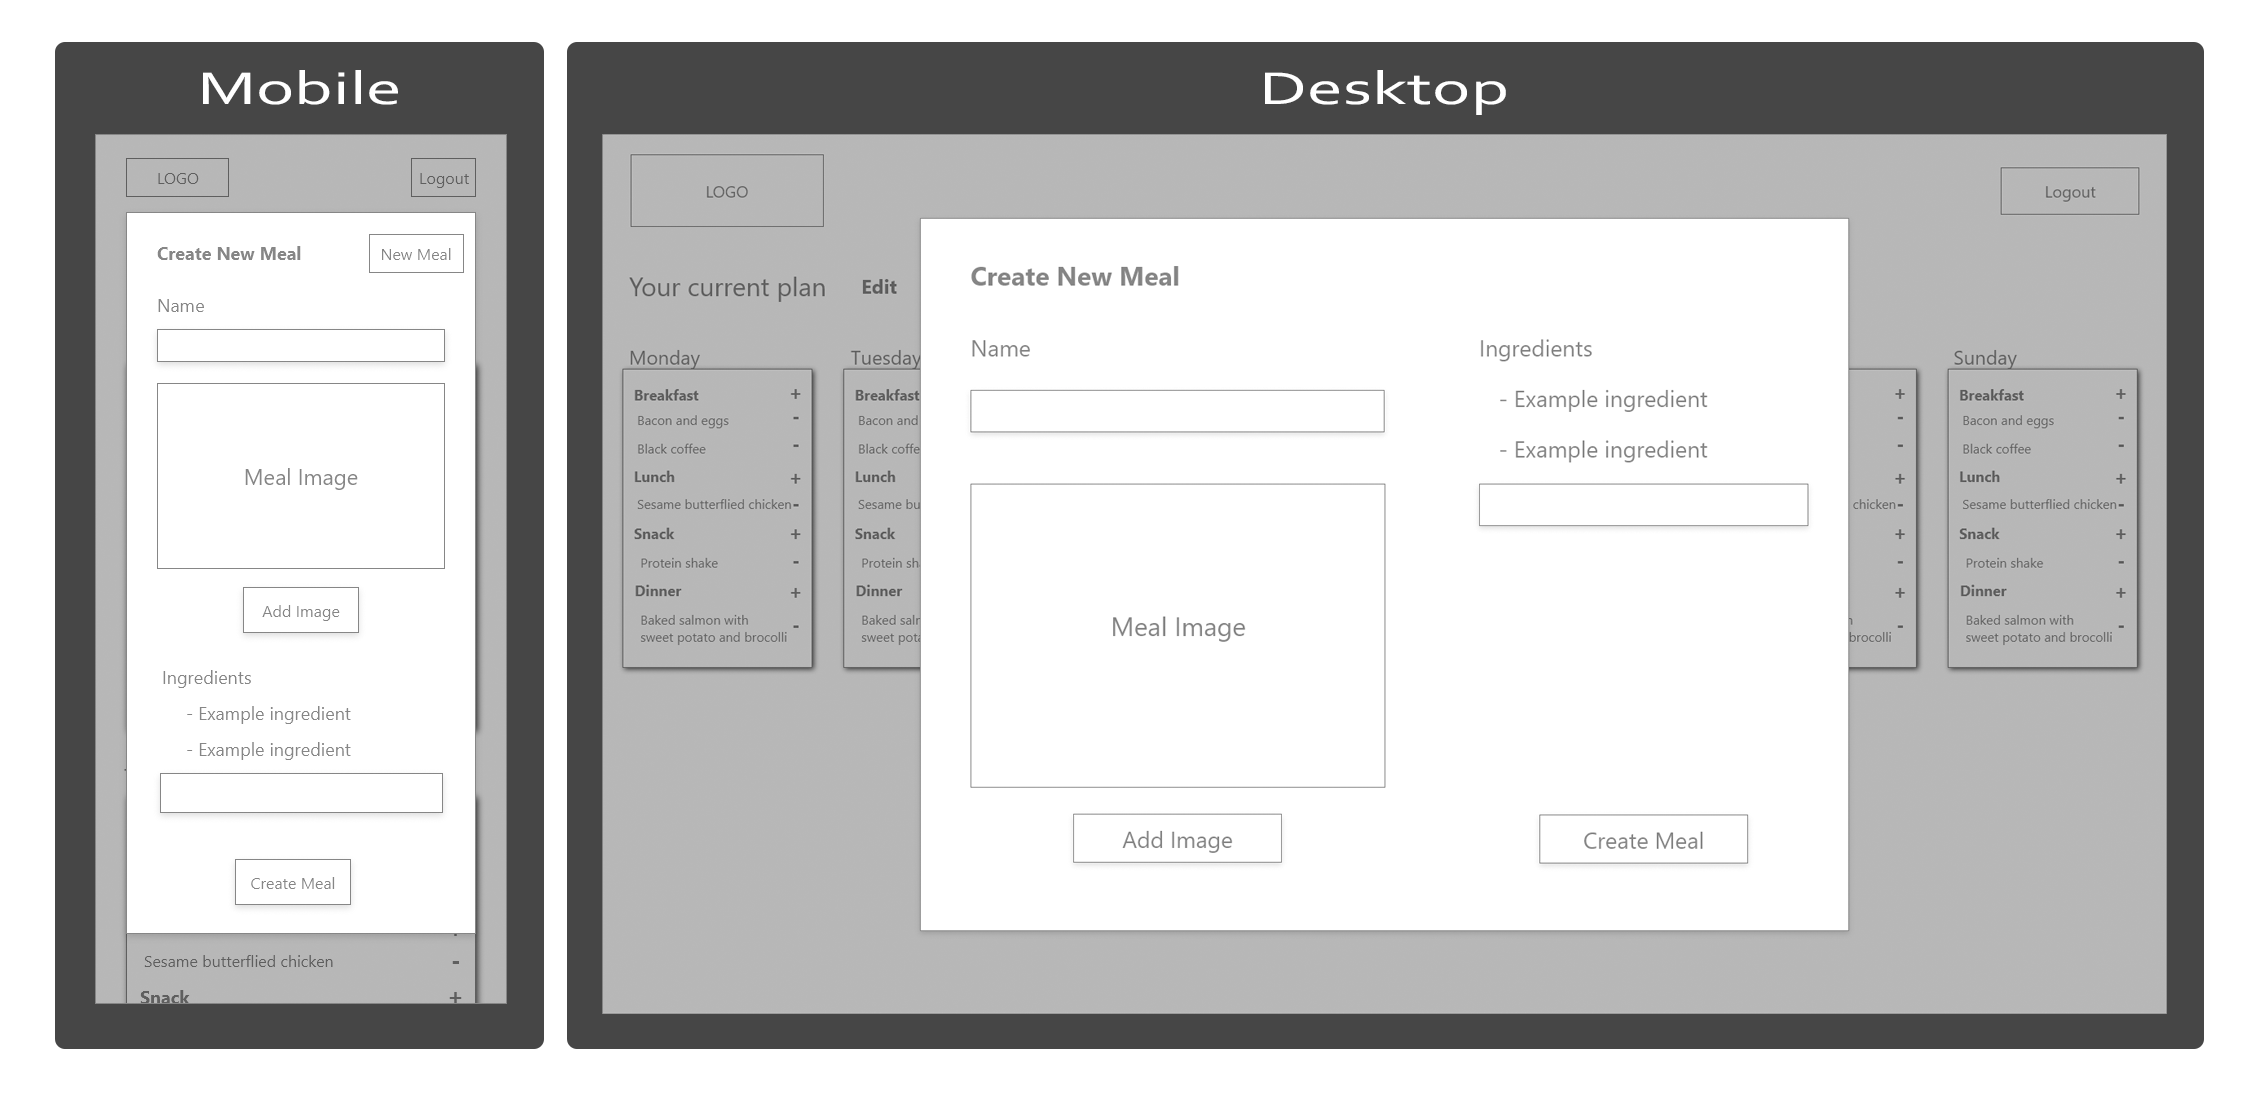 Mobile
LOGO
Logout
Create New Meal
New Meal
Name
Meal Image
Add Image
Ingredients
- Example ingredient
- Example ingredient
Create Meal
Sesame butterflied chicken -
Snack +
Desktop
LOGO
Logout
Your current plan Edit
Monday
Breakfast +
Bacon and eggs -
Black coffee -
Lunch +
Sesame butterflied chicken -
Snack +
Protein shake -
Dinner +
Baked salmon with -
sweet potato and brocolli
Tuesday
Breakfast
Bacon and
Black coffe
Lunch
Sesame bu
Snack
Protein sh
Dinner
Baked salr
sweet pota
Create New Meal
Name
Meal Image
Add Image
Ingredients
- Example ingredient
- Example ingredient
Create Meal
+
-
-
+
chicken -
+
-
+
-
brocolli
Sunday
Breakfast +
Bacon and eggs -
Black coffee -
Lunch +
Sesame butterflied chicken -
Snack +
Protein shake -
Dinner +
Baked salmon with -
sweet potato and brocolli